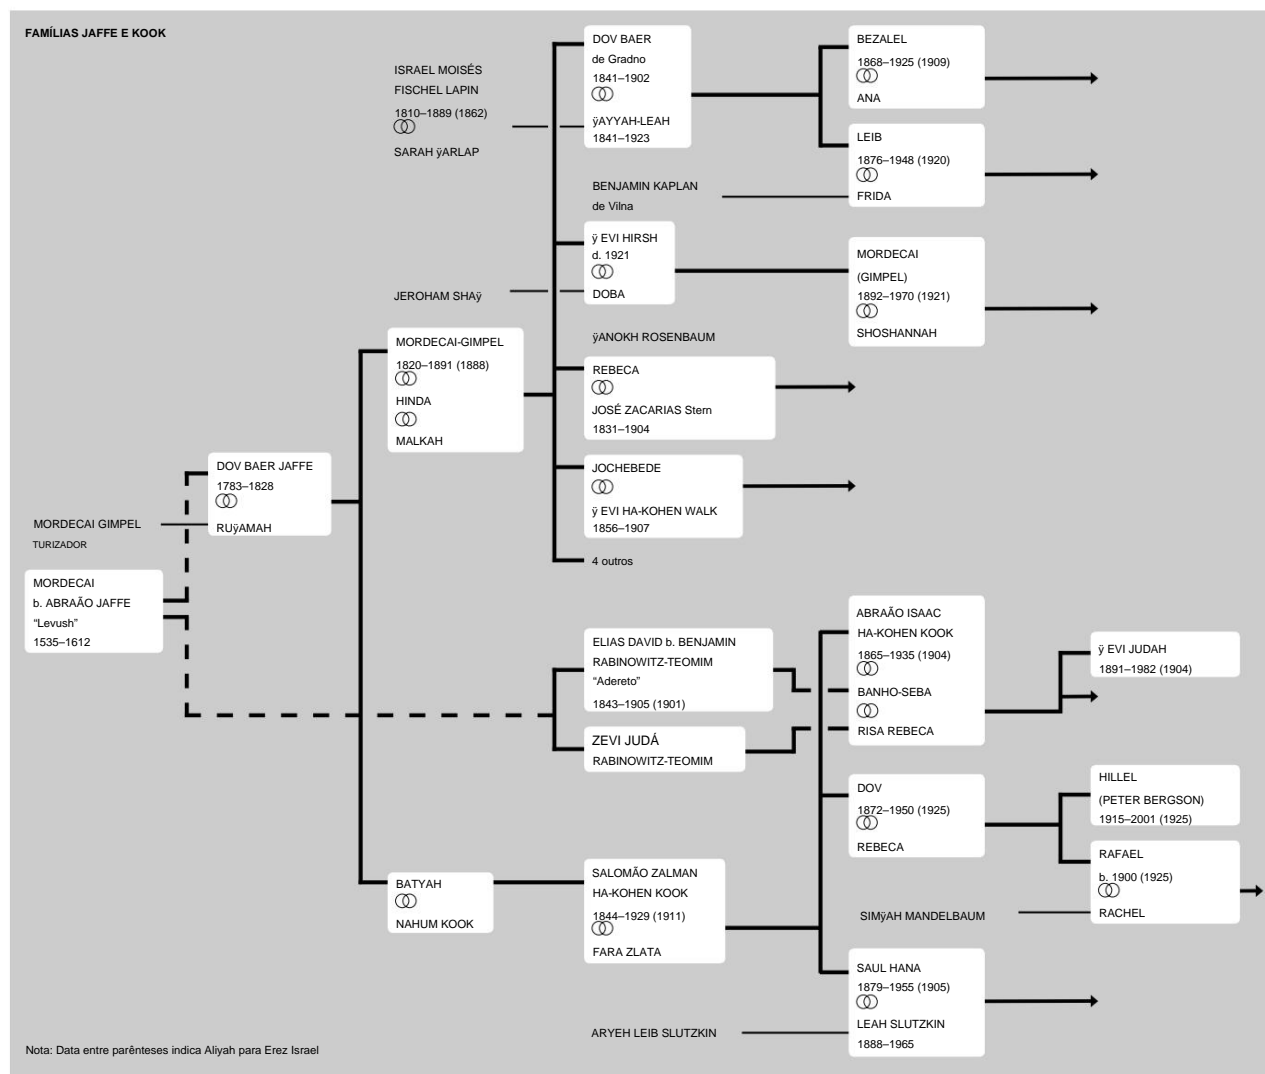 FAMÍLIAS JAFFE E KOOK
ISRAEL MOISÉS
FISCHEL LAPIN
1810–1889 (1862)
SARAH ÿARLAP
DOV BAER
de Gradno
1841–1902
ÿAYYAH-LEAH
1841–1923
BEZALEL
1868–1925 (1909)
ANA
LEIB
1876–1948 (1920)
FRIDA
BENJAMIN KAPLAN
de Vilna
ÿ EVI HIRSH
d. 1921
DOBA
JEROHAM SHAÿ
MORDECAI
(GIMPEL)
1892–1970 (1921)
SHOSHANNAH
MORDECAI-GIMPEL
1820–1891 (1888)
HINDA
MALKAH
ÿANOKH ROSENBAUM
REBECA
JOSÉ ZACARIAS Stern
1831–1904
JOCHEBEDE
ÿ EVI HA-KOHEN WALK
1856–1907
4 outros
DOV BAER JAFFE
1783–1828
RUÿAMAH
MORDECAI GIMPEL
TURIZADOR
MORDECAI
b. ABRAÃO JAFFE
“Levush”
1535–1612
ELIAS DAVID b. BENJAMIN
RABINOWITZ-TEOMIM
“Adereto”
1843–1905 (1901)
ZEVI JUDÁ
RABINOWITZ-TEOMIM
ABRAÃO ISAAC
HA-KOHEN KOOK
1865–1935 (1904)
BANHO-SEBA
RISA REBECA
ÿ EVI JUDAH
1891–1982 (1904)
DOV
1872–1950 (1925)
REBECA
HILLEL
(PETER BERGSON)
1915–2001 (1925)
RAFAEL
b. 1900 (1925)
RACHEL
SIMÿAH MANDELBAUM
BATYAH
NAHUM KOOK
SALOMÃO ZALMAN
HA-KOHEN KOOK
1844–1929 (1911)
FARA ZLATA
SAUL HANA
1879–1955 (1905)
LEAH SLUTZKIN
1888–1965
ARYEH LEIB SLUTZKIN
Nota: Data entre parênteses indica Aliyah para Erez Israel